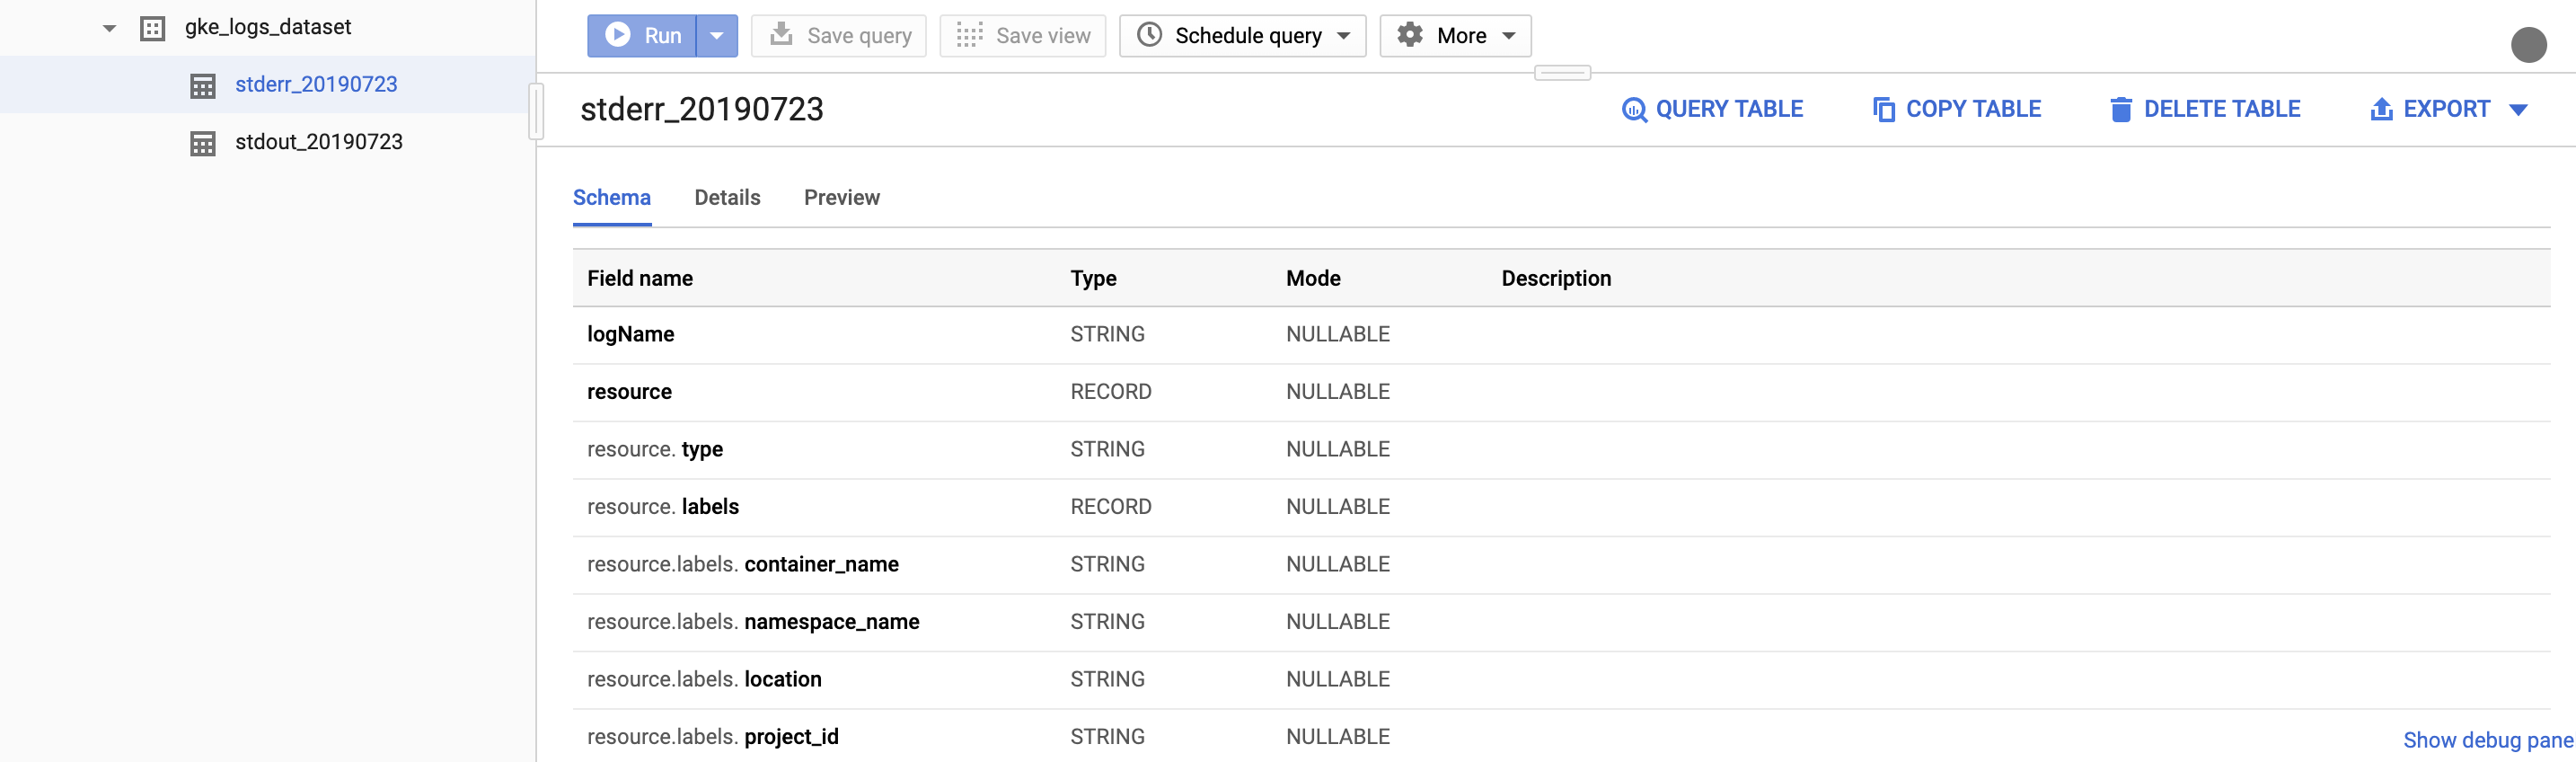 gke_logs_dataset
stderr_20190723
stdout_20190723
Run Save query Save view Schedule query More
stderr_20190723 QUERY TABLE COPY TABLE DELETE TABLE EXPORT
Schema Details Preview
Field name Type Mode Description
logName STRING NULLABLE
resource RECORD NULLABLE
resource. type STRING NULLABLE
resource. labels RECORD NULLABLE
resource.labels. container_name STRING NULLABLE
resource.labels. namespace_name STRING NULLABLE
resource.labels. location STRING NULLABLE
resource.labels. project_id STRING NULLABLE
Show debug pane